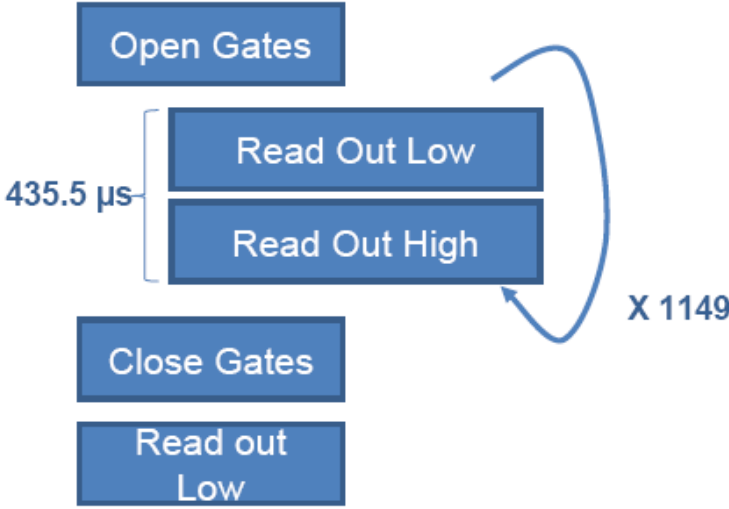 Open Gates
Read Out Low
435.5 µs
Read Out High
X 1149
Close Gates
Read out
Low